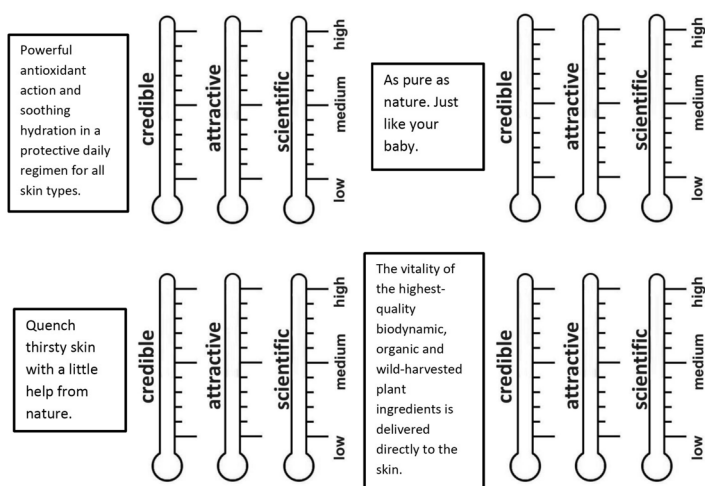 Powerful
antioxidant
action and
soothing
hydration in a
protective daily
regimen for all
skin types.
credible
attractive
scientific
low medium high
As pure as
nature. Just
like your
baby.
credible
attractive
scientific
low medium high
Quench
thirsty skin
with a little
help from
nature.
credible
attractive
scientific
low medium high
The vitality of
the highest-
quality
biodynamic,
organic and
wild-harvested
plant
ingredients is
delivered
directly to the
skin.
credible
attractive
scientific
low medium high